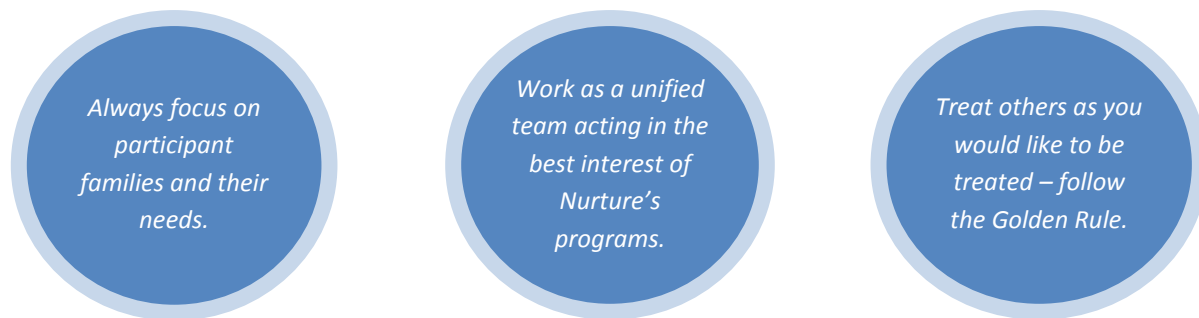 Always focus on
participant
families and their
needs.
Work as a unified
team acting in the
best interest of
Nurture’s
programs.
Treat others as you
would like to be
treated – follow
the Golden Rule.